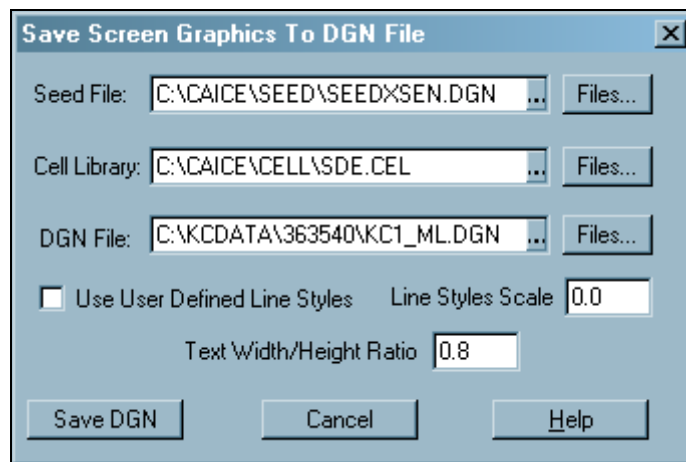 Save Screen Graphics To DGN File
Seed File: C:\CAICE\SEED\SEEDXSEN.DGN ... Files...
Cell Library: C:\CAICE\CELL\SDE.CEL ... Files...
DGN File: C:\KCDATA\363540\KC1_ML.DGN ... Files...
Use User Defined Line Styles Line Styles Scale 0.0
Text Width/Height Ratio 0.8
Save DGN Cancel Help